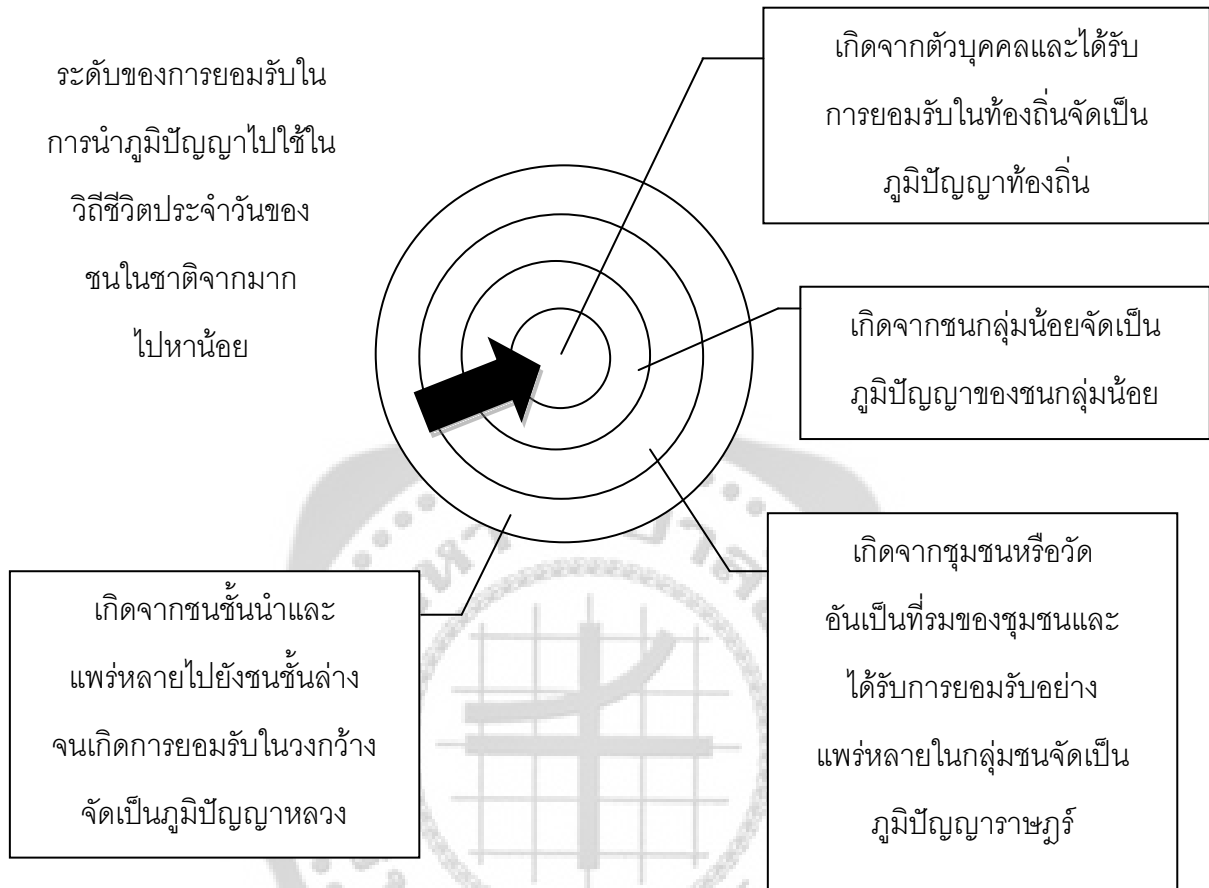 ระดับของการยอมรับใน
การนำภูมิปัญญาไปใช้ใน
วิถีชีวิตประจำวันของ
ชนในชาติจากมาก
ไปหาน้อย
เกิดจากตัวบุคคลและได้รับ
การยอมรับในท้องถิ่นจัดเป็น
ภูมิปัญญาท้องถิ่น
เกิดจากชนกลุ่มน้อยจัดเป็น
ภูมิปัญญาของชนกลุ่มน้อย
เกิดจากชุมชนหรือวัด
อันเป็นที่รมของชุมชนและ
ได้รับการยอมรับอย่าง
แพร่หลายในกลุ่มชนจัดเป็น
ภูมิปัญญาราษฎร์
เกิดจากชนชั้นนำและ
แพร่หลายไปยังชนชั้นล่าง
จนเกิดการยอมรับในวงกว้าง
จัดเป็นภูมิปัญญาหลวง